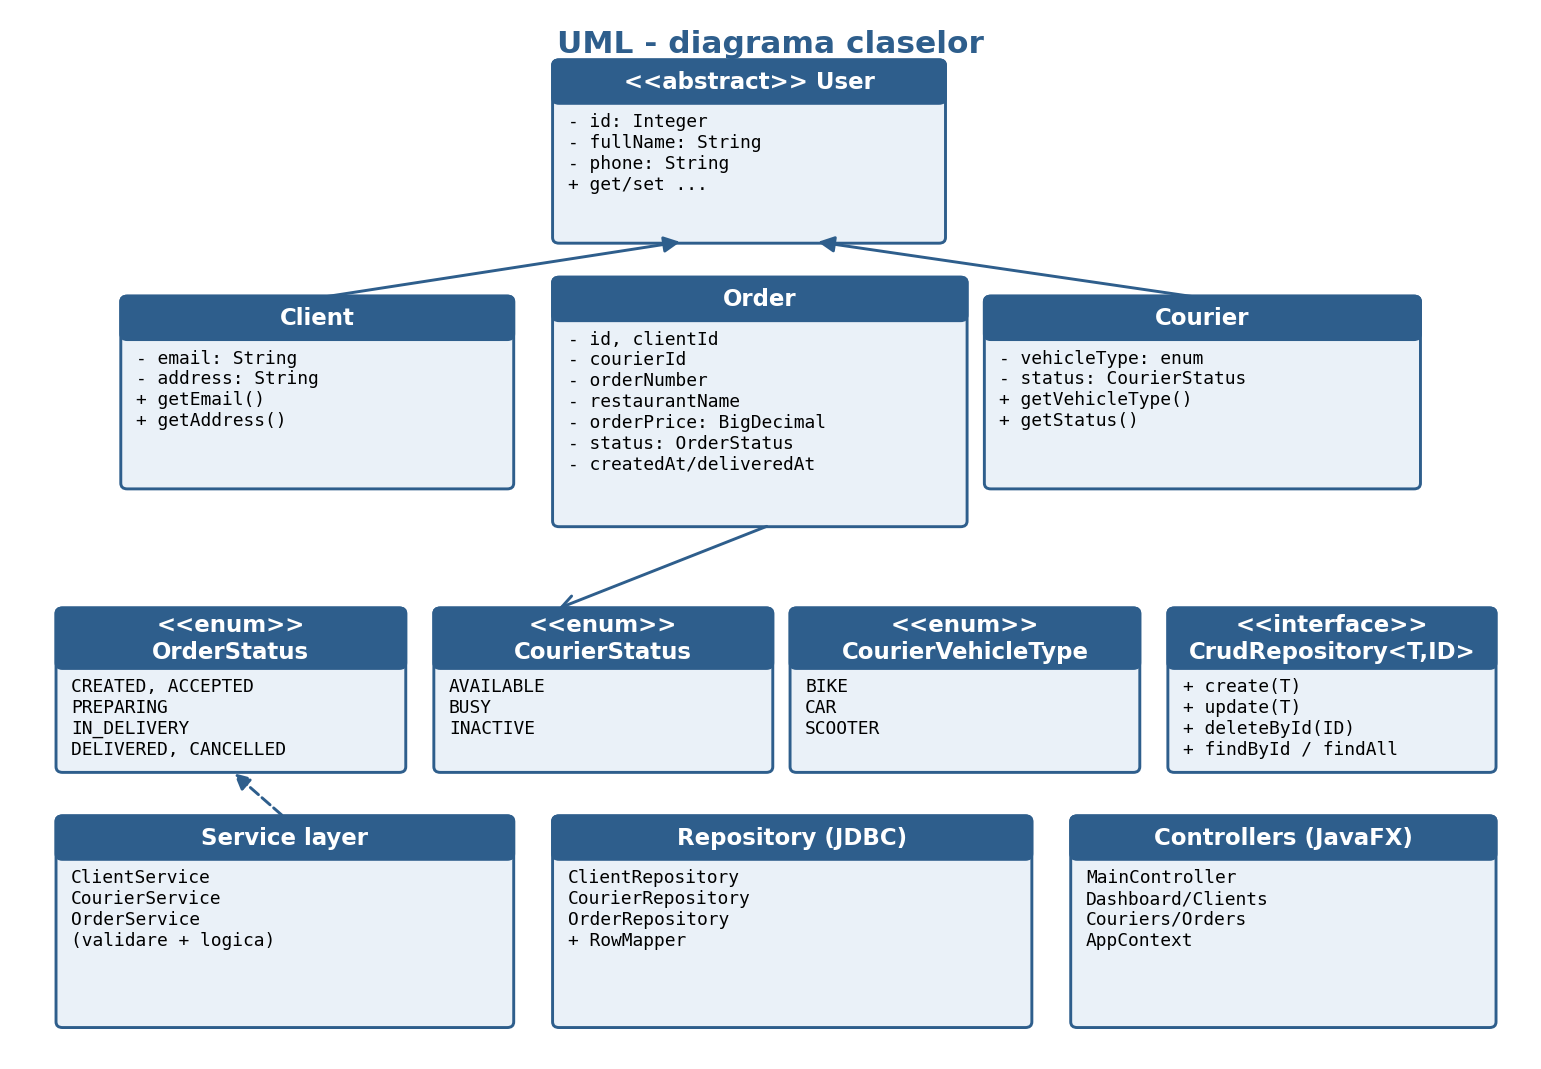 UML - diagrama claselor
<<abstract>> User
- id: Integer
- fullName: String
- phone: String
+ get/set ...
Client
- email: String
- address: String
+ getEmail()
+ getAddress()
Order
- id, clientId
- courierId
- orderNumber
- restaurantName
- orderPrice: BigDecimal
- status: OrderStatus
- createdAt/deliveredAt
Courier
- vehicleType: enum
- status: CourierStatus
+ getVehicleType()
+ getStatus()
<<enum>>
OrderStatus
CREATED, ACCEPTED
PREPARING
IN_DELIVERY
DELIVERED, CANCELLED
<<enum>>
CourierStatus
AVAILABLE
BUSY
INACTIVE
<<enum>>
CourierVehicleType
BIKE
CAR
SCOOTER
<<interface>>
CrudRepository<T,ID>
+ create(T)
+ update(T)
+ deleteById(ID)
+ findById / findAll
Service layer
ClientService
CourierService
OrderService
(validare + logica)
Repository (JDBC)
ClientRepository
CourierRepository
OrderRepository
+ RowMapper
Controllers (JavaFX)
MainController
Dashboard/Clients
Couriers/Orders
AppContext